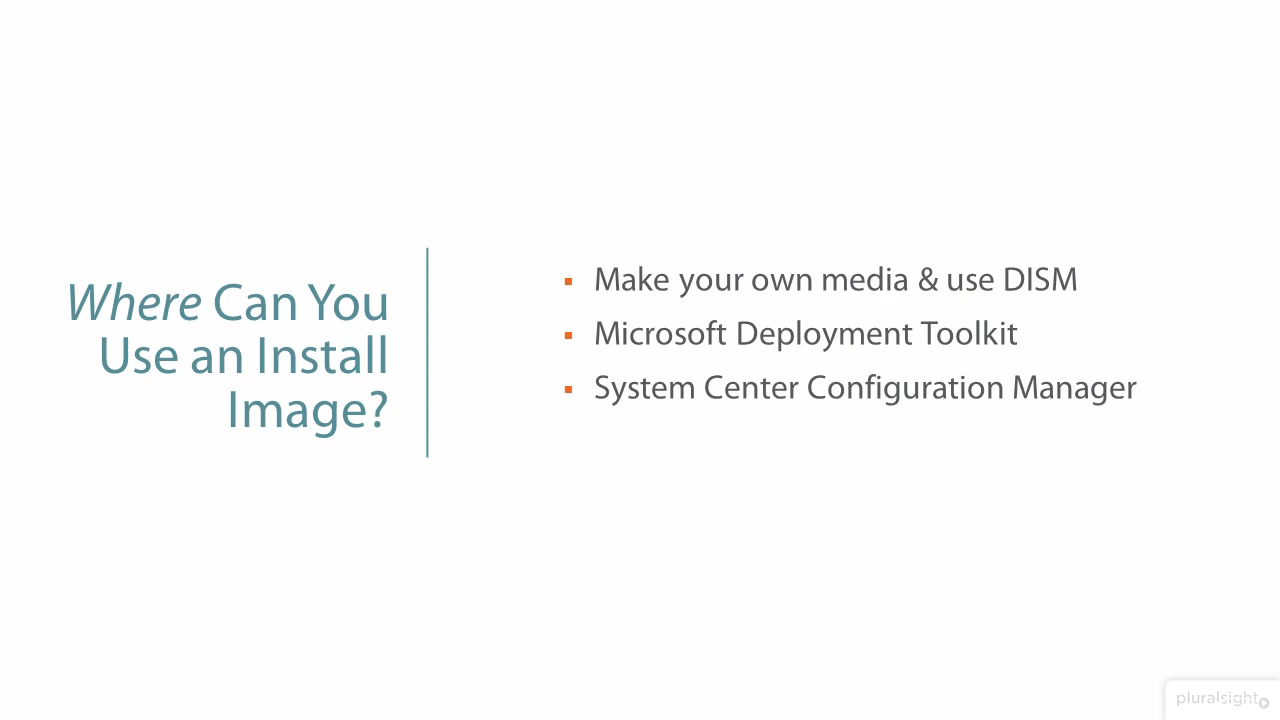 Where Can You
Use an Install
Image?
▪ Make your own media & use DISM
▪ Microsoft Deployment Toolkit
▪ System Center Configuration Manager
pluralsight